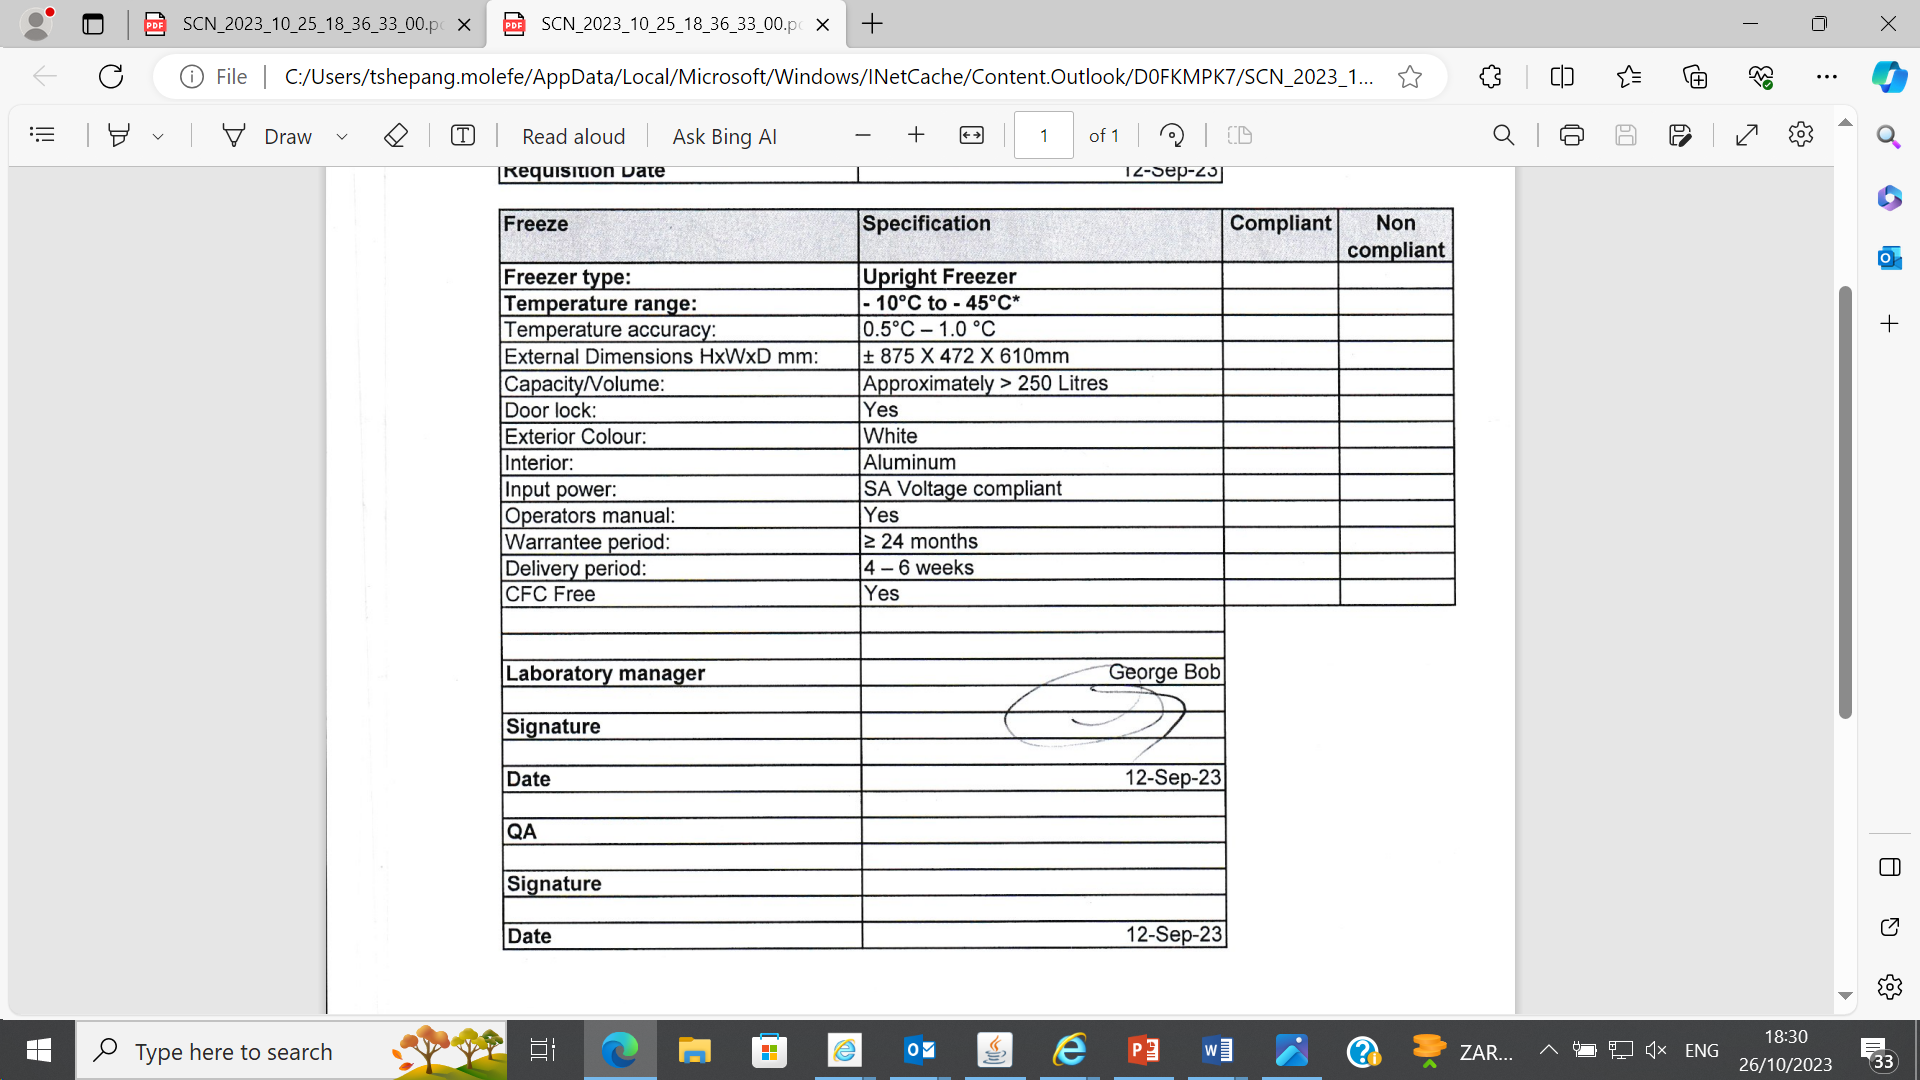 SCN_2023_10_25_18_36_33_00.pc
SCN_2023_10_25_18_36_33_00.pc
File
C:/Users/tshepang.molefe/AppData/Local/Microsoft/Windows/INetCache/Content.Outlook/D0FKMPK7/SCN_2023_1...
Draw
Read aloud
Ask Bing AI
1 of 1
Requisition Date 12-Sep-23
Freeze Specification Compliant Non compliant
Freezer type: Upright Freezer
Temperature range: - 10°C to - 45°C*
Temperature accuracy: 0.5°C – 1.0 °C
External Dimensions HxWxD mm: ± 875 X 472 X 610mm
Capacity/Volume: Approximately > 250 Litres
Door lock: Yes
Exterior Colour: White
Interior: Aluminum
Input power: SA Voltage compliant
Operators manual: Yes
Warrantee period: ≥ 24 months
Delivery period: 4 – 6 weeks
CFC Free Yes
Laboratory manager George Bob
Signature
Date 12-Sep-23
QA
Signature
Date 12-Sep-23
Type here to search
ZAR...
ENG
18:30
26/10/2023
33